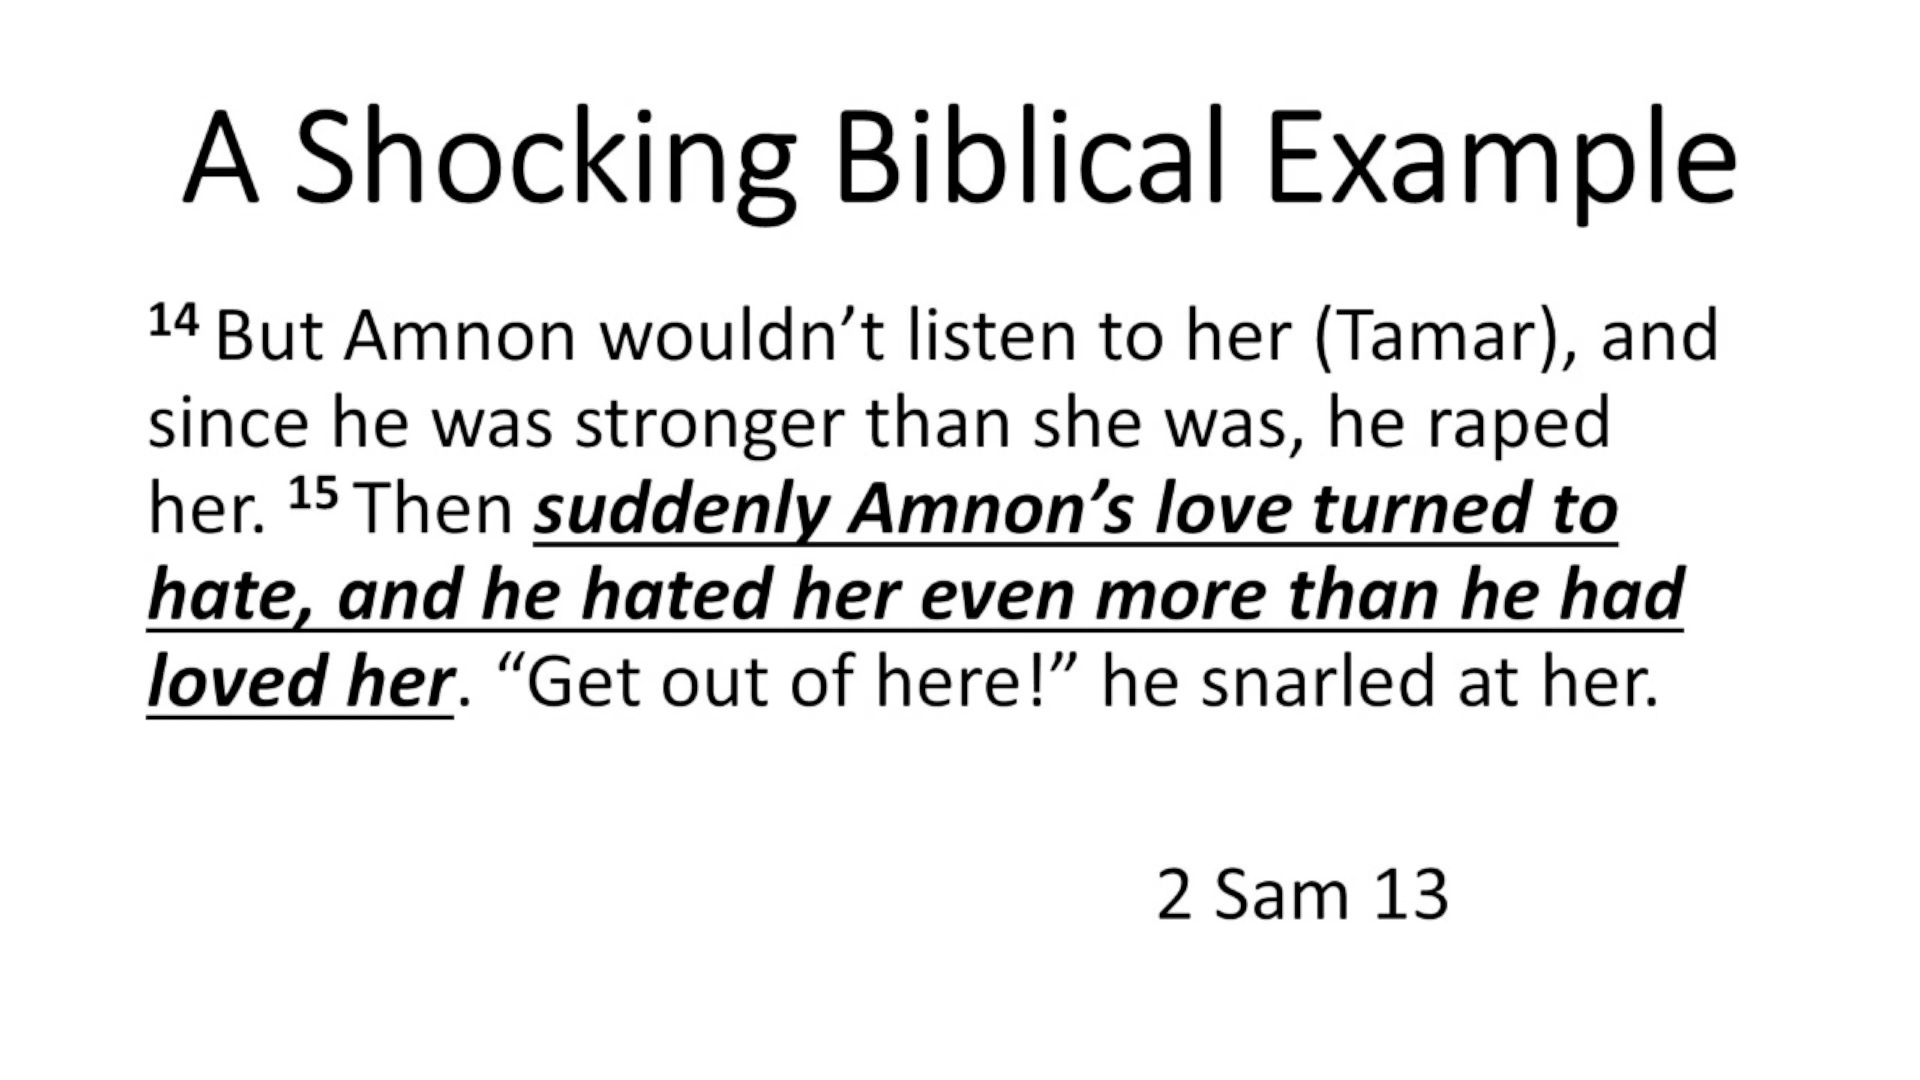 A Shocking Biblical Example
14 But Amnon wouldn’t listen to her (Tamar), and
since he was stronger than she was, he raped
her. 15 Then suddenly Amnon’s love turned to
hate, and he hated her even more than he had
loved her. “Get out of here!” he snarled at her.
2 Sam 13